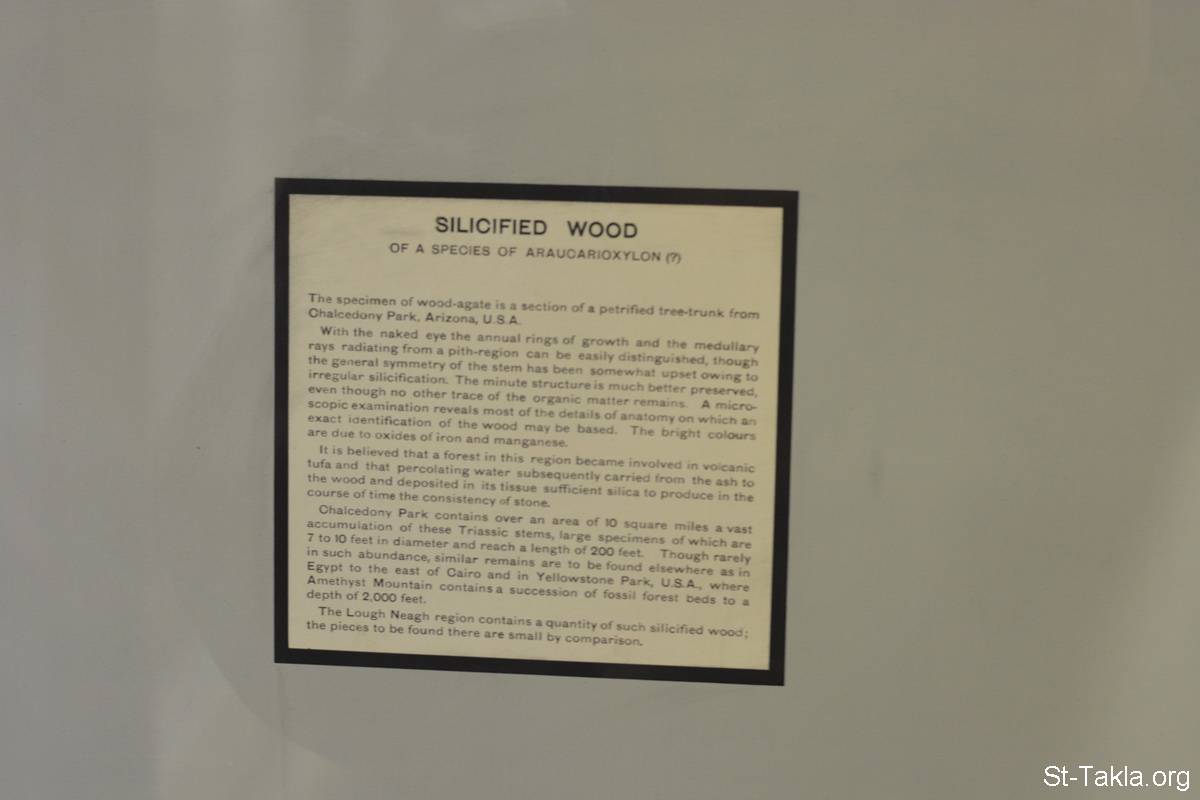 SILICIFIED WOOD
OF A SPECIES OF ARAUCARIOXYLON (?)
The specimen of wood-agate is a section of a petrified tree-trunk from
Chalcedony Park, Arizona, U.S.A.
With the naked eye the annual rings of growth and the medullary
rays radiating from a pith-region can be easily distinguished, though
the general symmetry of the stem has been somewhat upset owing to
irregular silicification. The minute structure is much better preserved,
even though no other trace of the organic matter remains. A micro-
scopic examination reveals most of the details of anatomy on which an
exact identification of the wood may be based. The bright colours
are due to oxides of iron and manganese.
It is believed that a forest in this region became involved in volcanic
tufa and that percolating water subsequently carried from the ash to
the wood and deposited in its tissue sufficient silica to produce in the
course of time the consistency of stone.
Chalcedony Park contains over an area of 10 square miles a vast
accumulation of these Triassic stems, large specimens of which are
7 to 10 feet in diameter and reach a length of 200 feet. Though rarely
in such abundance, similar remains are to be found elsewhere as in
Egypt to the east of Cairo and in Yellowstone Park, U.S.A., where
Amethyst Mountain contains a succession of fossil forest beds to a
depth of 2,000 feet.
The Lough Neagh region contains a quantity of such silicified wood;
the pieces to be found there are small by comparison.
St-Takla.org